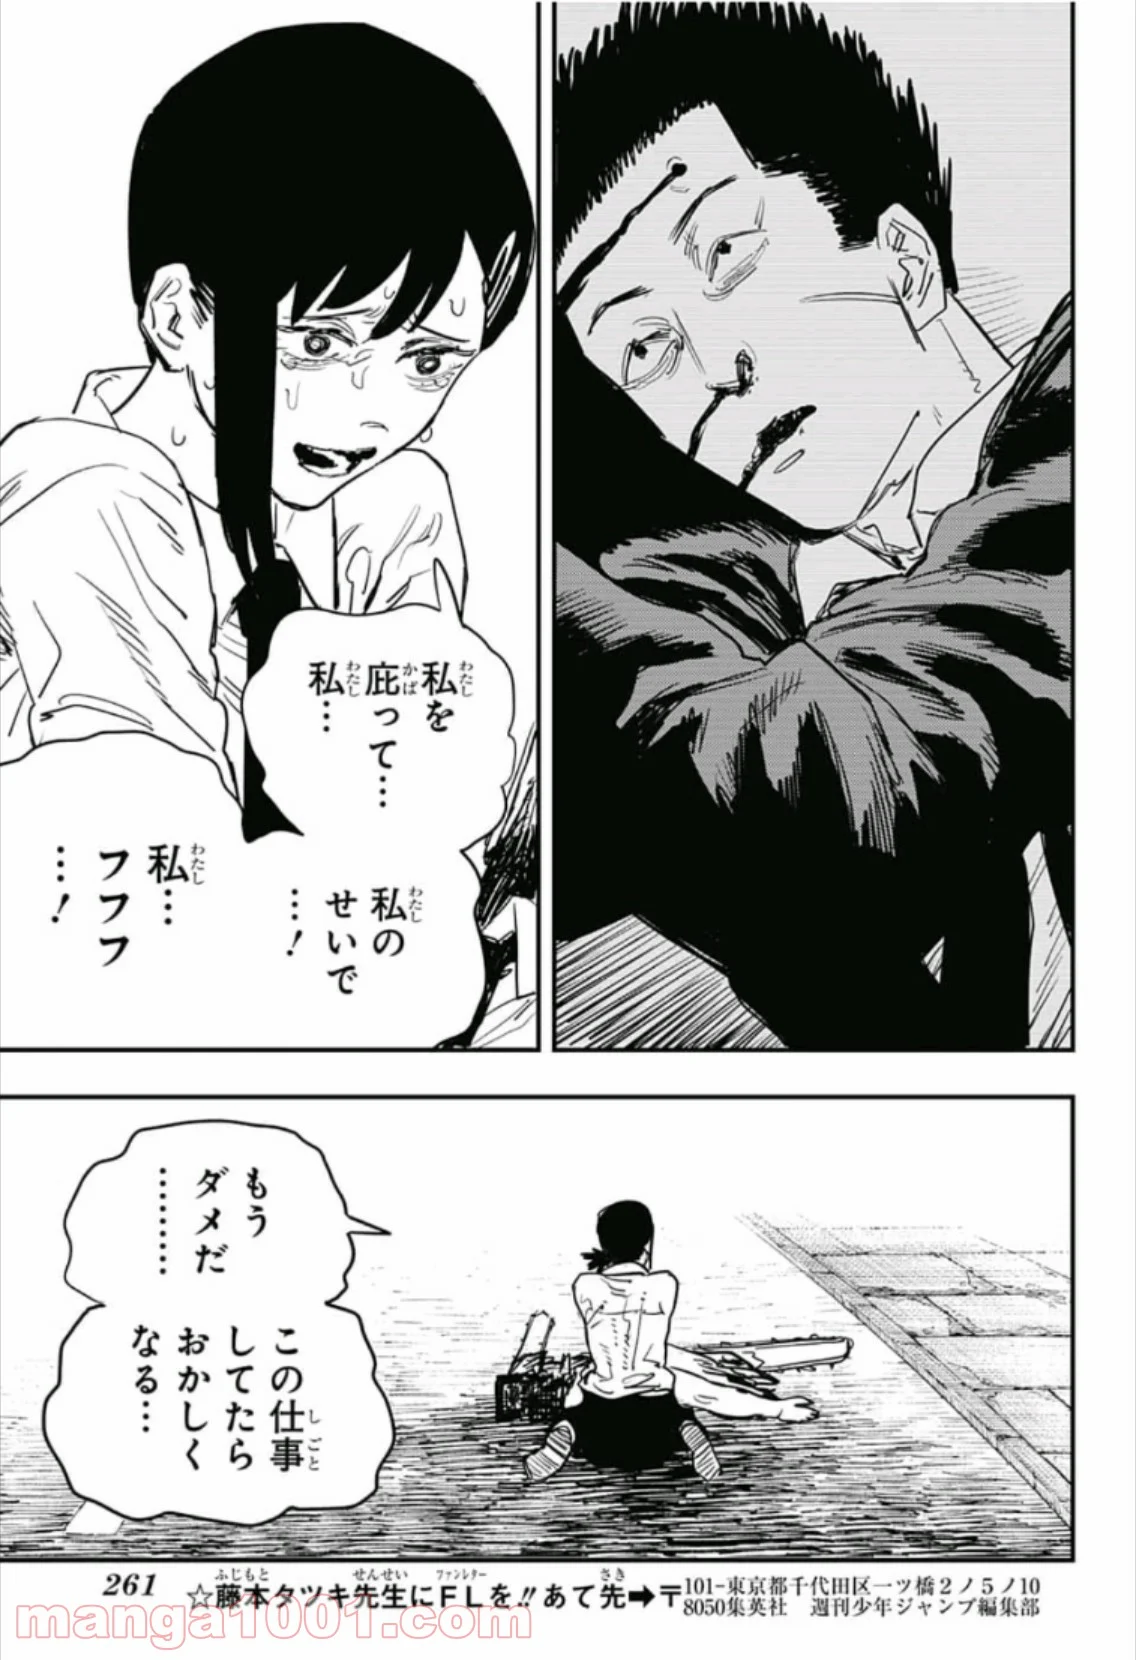 私を
庇って…
私…
私の
せいで
…！
私…
フフフ
…！
もう
ダメだ
………
この仕事
してたら
おかしく
なる…
261
☆藤本タツキ先生にＦＬを!!あて先➡〒101-
8050
東京都千代田区一ツ橋２ノ５ノ10
集英社　週刊少年ジャンプ編集部
manga1001.com